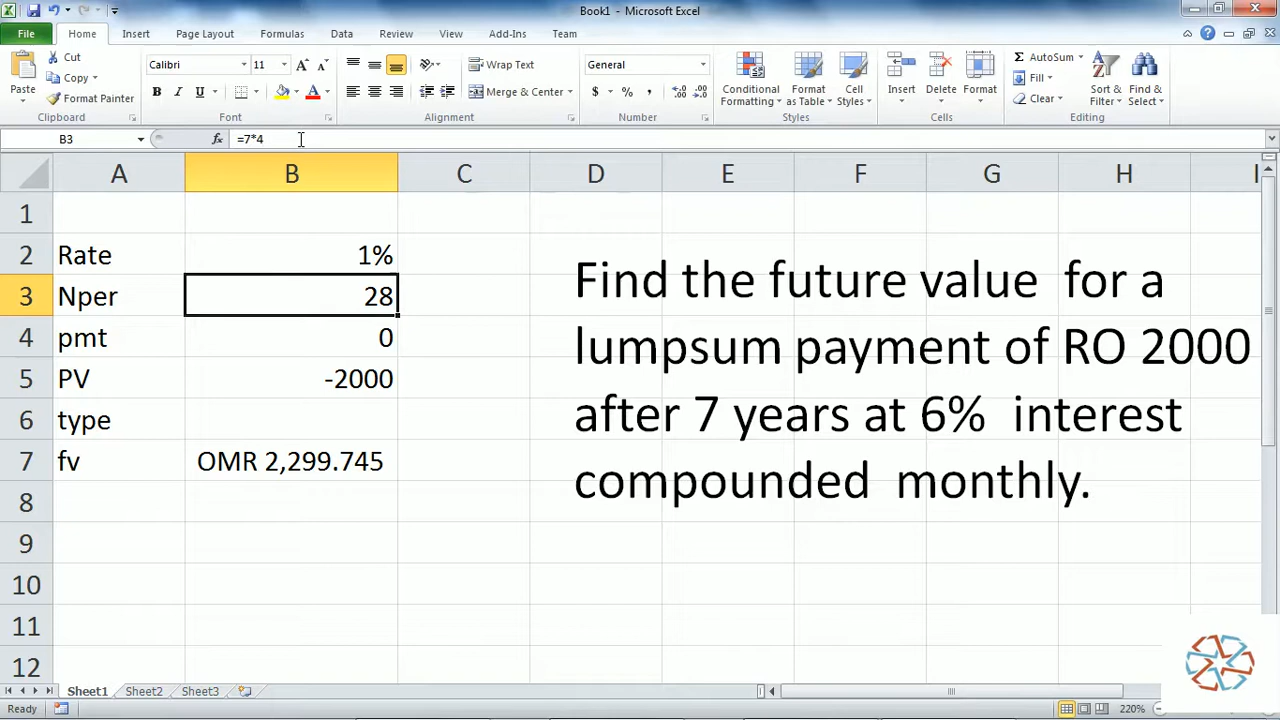 Book1 - Microsoft Excel
File Home Insert Page Layout Formulas Data Review View Add-Ins Team
Paste
Cut
Copy
Format Painter
Clipboard
Calibri 11
B I U A
Font
Wrap Text
Merge & Center
Alignment
General
$ % ,
Number
Conditional Formatting
Format as Table
Cell Styles
Styles
Insert Delete Format
Cells
Σ AutoSum
Fill
Clear
Sort & Filter
Find & Select
Editing
B3 fx =7*4
A B C D E F G H I
1
2 Rate 1%
3 Nper 28
4 pmt 0
5 PV -2000
6 type
7 fv OMR 2,299.745
8
9
10
11
12
Find the future value for a
lumpsum payment of RO 2000
after 7 years at 6% interest
compounded monthly.
Sheet1 Sheet2 Sheet3
Ready 220%